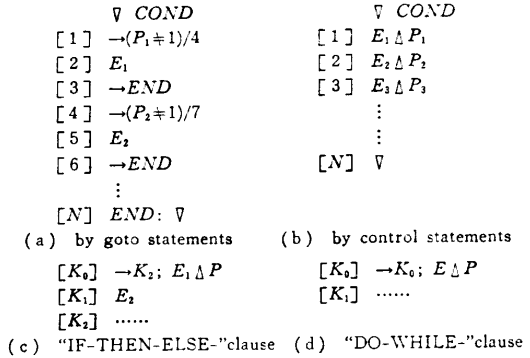 ∇ COND
[1] →(P₁≠1)/4
[2] E₁
[3] →END
[4] →(P₂≠1)/7
[5] E₂
[6] →END
⋮
[N] END: ∇
(a) by goto statements
∇ COND
[1] E₁ ∆ P₁
[2] E₂ ∆ P₂
[3] E₃ ∆ P₃
⋮
⋮
[N] ∇
(b) by control statements
[K₀] →K₂; E₁ ∆ P
[K₁] E₂
[K₂] ……
(c) "IF-THEN-ELSE-"clause
[K₀] →K₀; E ∆ P
[K₁] ……
(d) "DO-WHILE-"clause